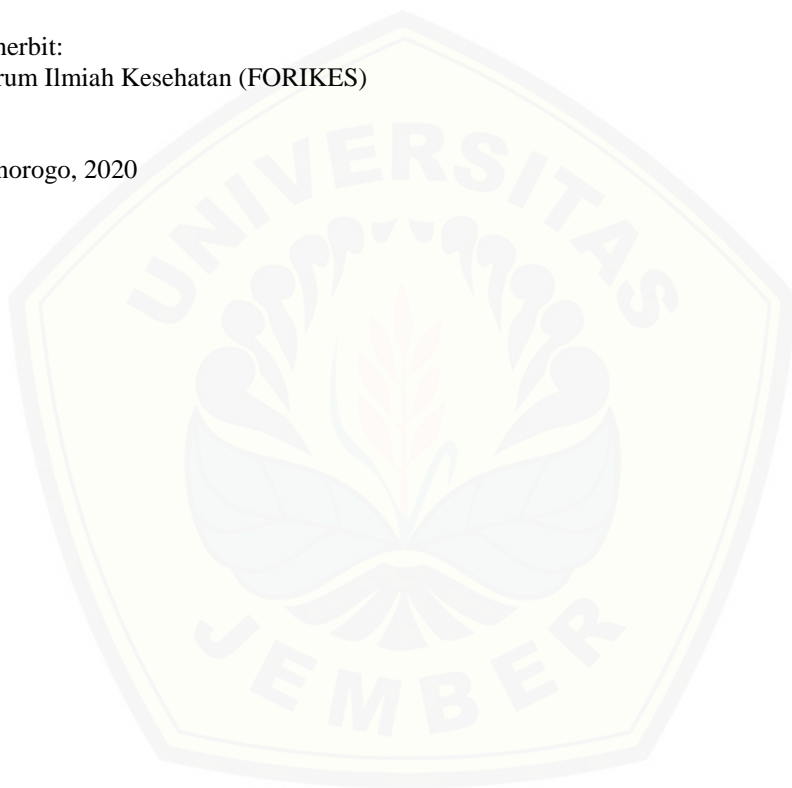 nerbit:
rum Ilmiah Kesehatan (FORIKES)
norogo, 2020
UNIVERSITAS
JEMBER